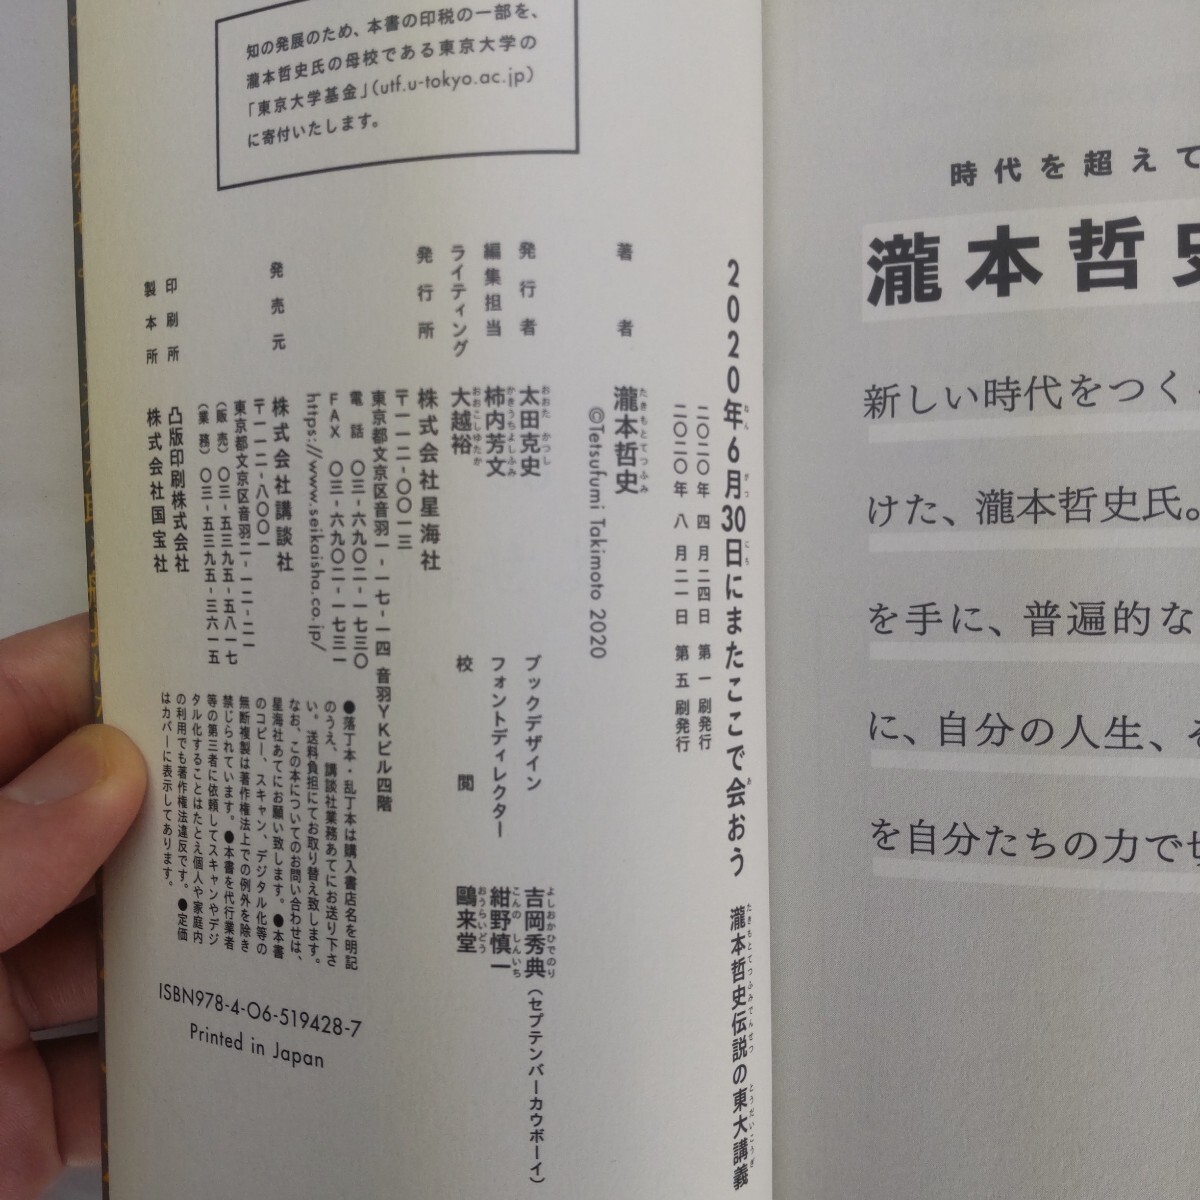 知の発展のため、本書の印税の一部を、
瀧本哲史氏の母校である東京大学の
「東京大学基金」(utf.u-tokyo.ac.jp)
に寄付いたします。
2020年6月30日にまたここで会おう 瀧本哲史伝説の東大講義
二〇二〇年 四 月二四日 第 一 刷発行
二〇二〇年 八 月二一日 第 五 刷発行
著者 瀧本哲史
©Tetsufumi Takimoto 2020
発行者 太田克史
編集担当 柿内芳文
ライティング 大越裕
発行所 株式会社星海社
〒一一二-〇〇一三
東京都文京区音羽一-一七-一四 音羽YKビル四階
電話 〇三-六九〇二-一七三〇
FAX 〇三-六九〇二-一七三一
https://www.seikaisha.co.jp/
発売元 株式会社講談社
〒一一二-八〇〇一
東京都文京区音羽二-一二-二一
(販売)〇三-五三九五-五八一七
(業務)〇三-五三九五-三六一五
印刷所 凸版印刷株式会社
製本所 株式会社国宝社
ブックデザイン 吉岡秀典(セプテンバーカウボーイ)
フォントディレクター 紺野慎一
校閲 鷗来堂
●落丁本・乱丁本は購入書店名を明記
のうえ、講談社業務あてにお送り下さ
い。送料負担にてお取り替え致します。
なお、この本についてのお問い合わせは、
星海社あてにお願い致します。●本書
のコピー、スキャン、デジタル化等の
無断複製は著作権法上での例外を除き
禁じられています。●本書を代行業者
等の第三者に依頼してスキャンやデジ
タル化することはたとえ個人や家庭内
の利用でも著作権法違反です。●定価
はカバーに表示してあります。
ISBN978-4-06-519428-7
Printed in Japan
時代を超えて
瀧本哲史
新しい時代をつく
けた、瀧本哲史氏。
を手に、普遍的な
に、自分の人生、そ
を自分たちの力で